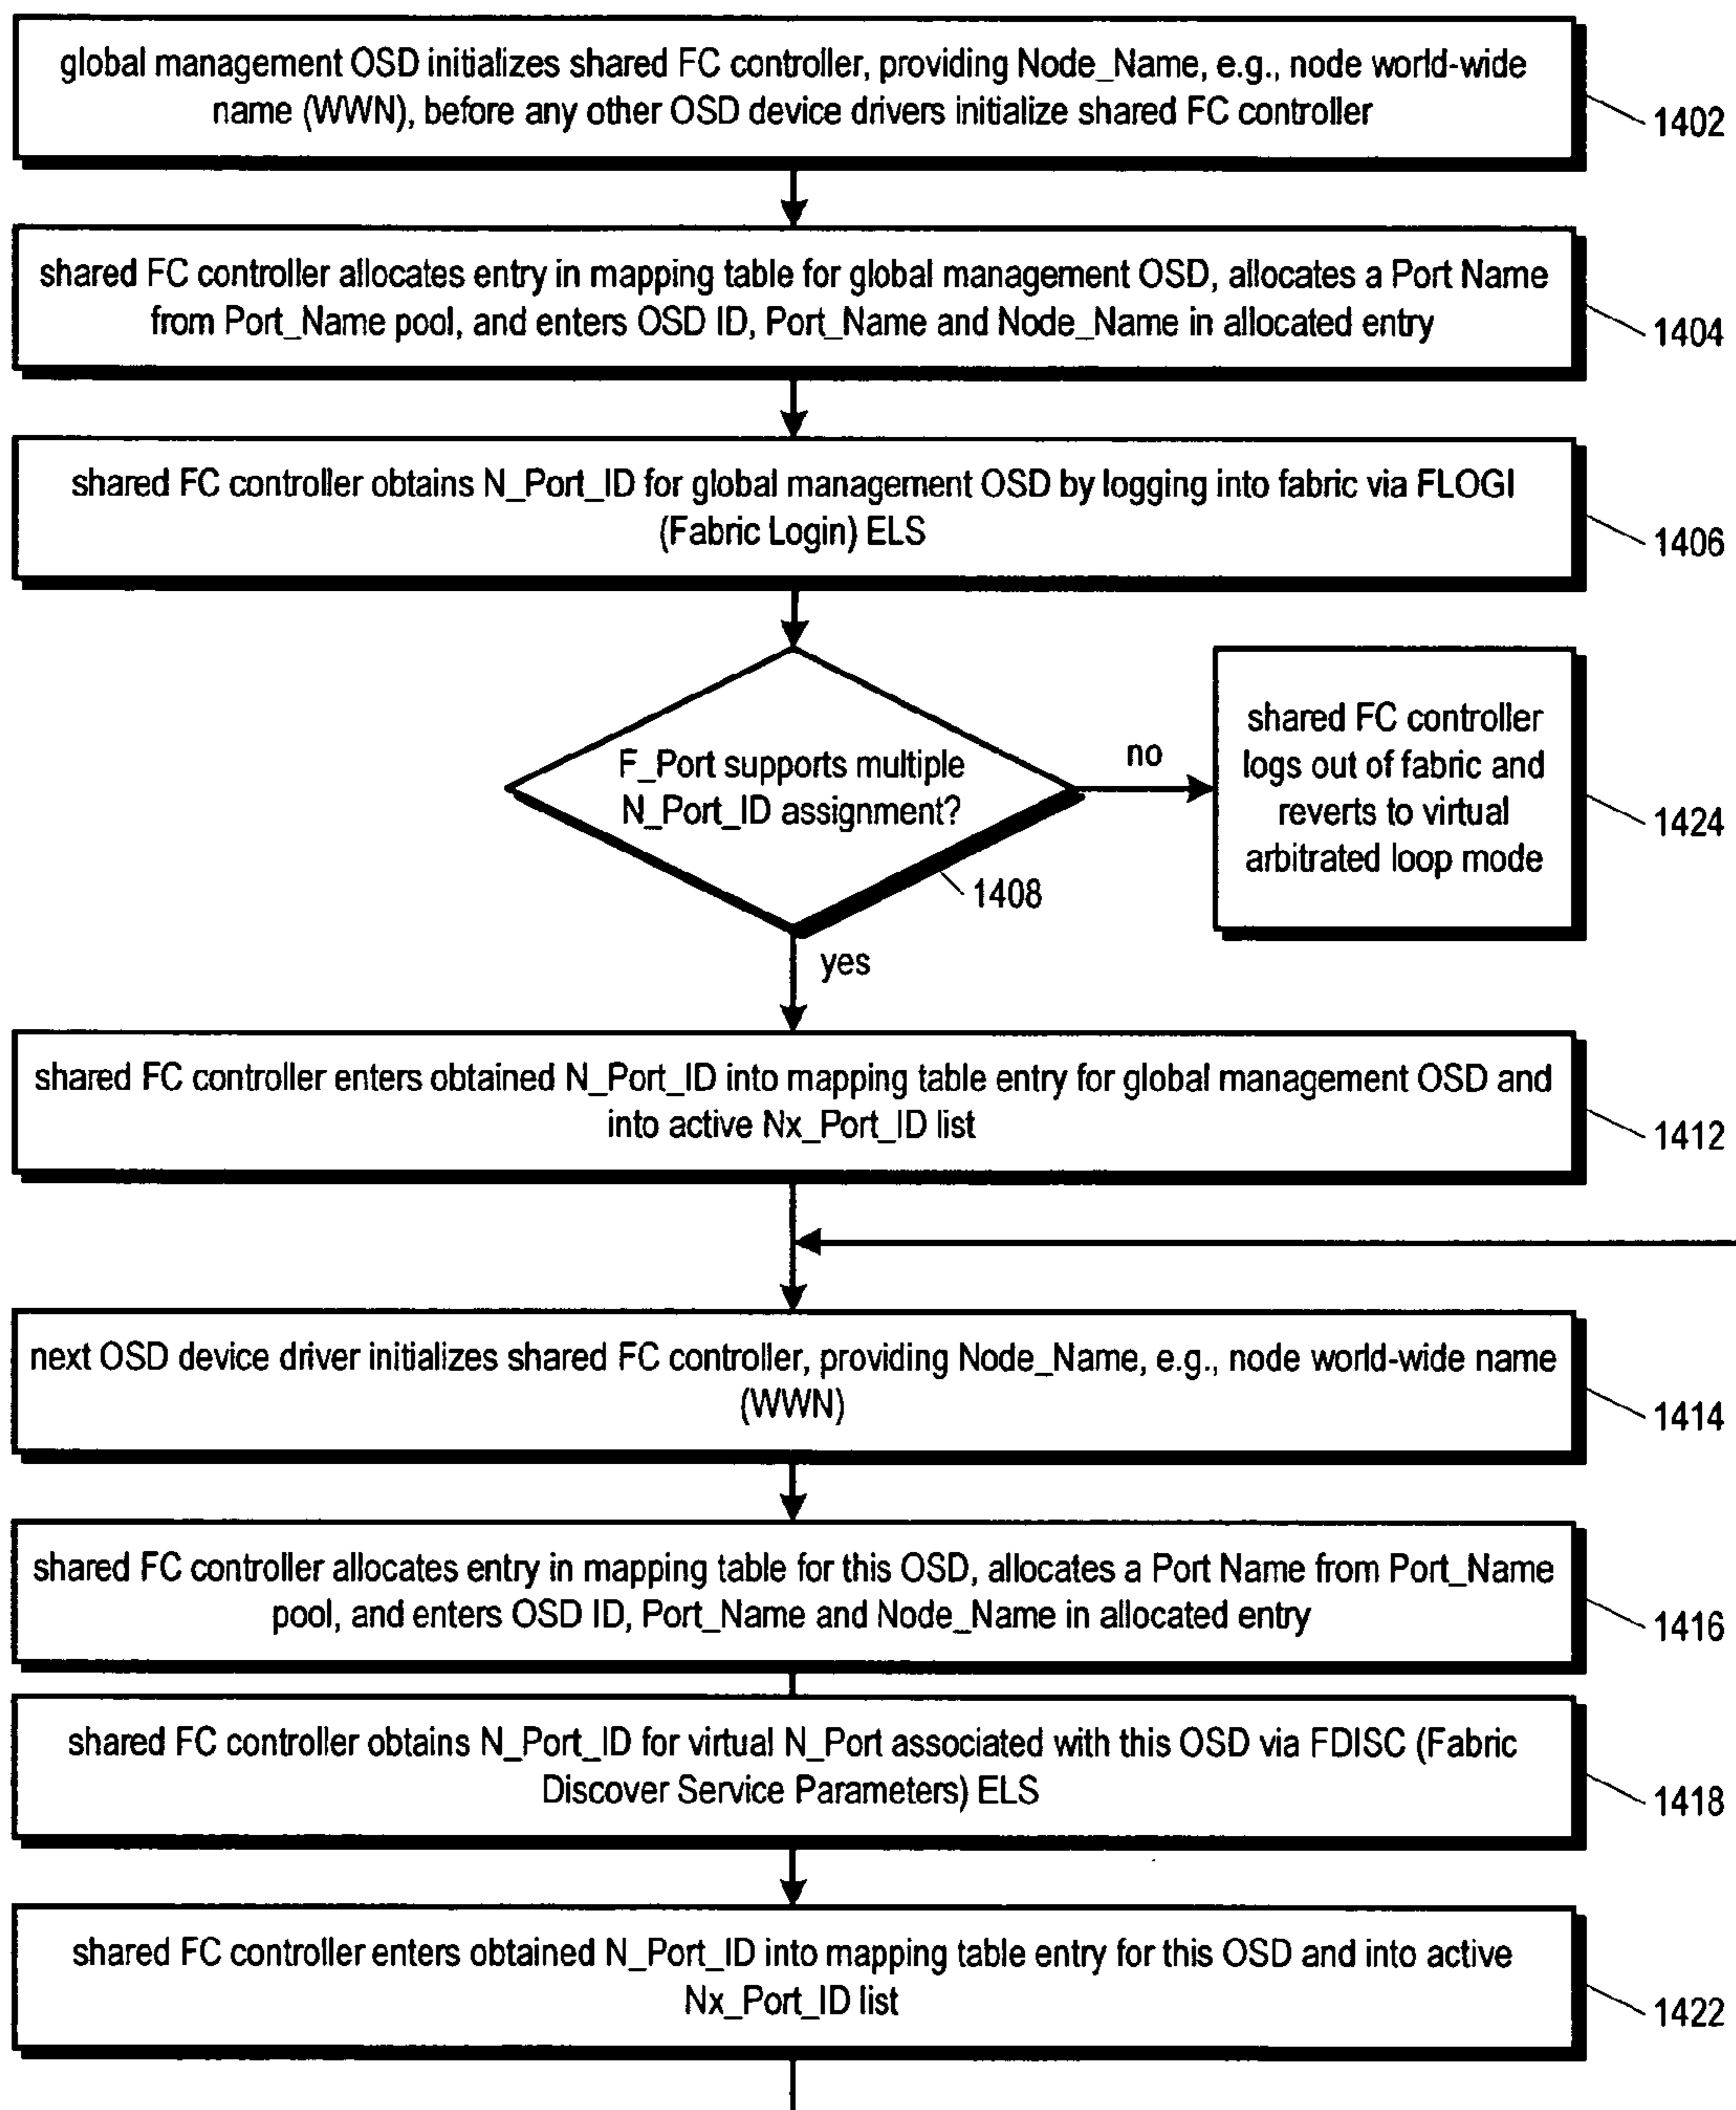 global management OSD initializes shared FC controller, providing Node_Name, e.g., node world-wide
name (WWN), before any other OSD device drivers initialize shared FC controller
1402
shared FC controller allocates entry in mapping table for global management OSD, allocates a Port Name
from Port_Name pool, and enters OSD ID, Port_Name and Node_Name in allocated entry
1404
shared FC controller obtains N_Port_ID for global management OSD by logging into fabric via FLOGI
(Fabric Login) ELS
1406
F_Port supports multiple
N_Port_ID assignment?
1408
no
shared FC controller
logs out of fabric and
reverts to virtual
arbitrated loop mode
1424
yes
shared FC controller enters obtained N_Port_ID into mapping table entry for global management OSD and
into active Nx_Port_ID list
1412
next OSD device driver initializes shared FC controller, providing Node_Name, e.g., node world-wide name
(WWN)
1414
shared FC controller allocates entry in mapping table for this OSD, allocates a Port Name from Port_Name
pool, and enters OSD ID, Port_Name and Node_Name in allocated entry
1416
shared FC controller obtains N_Port_ID for virtual N_Port associated with this OSD via FDISC (Fabric
Discover Service Parameters) ELS
1418
shared FC controller enters obtained N_Port_ID into mapping table entry for this OSD and into active
Nx_Port_ID list
1422